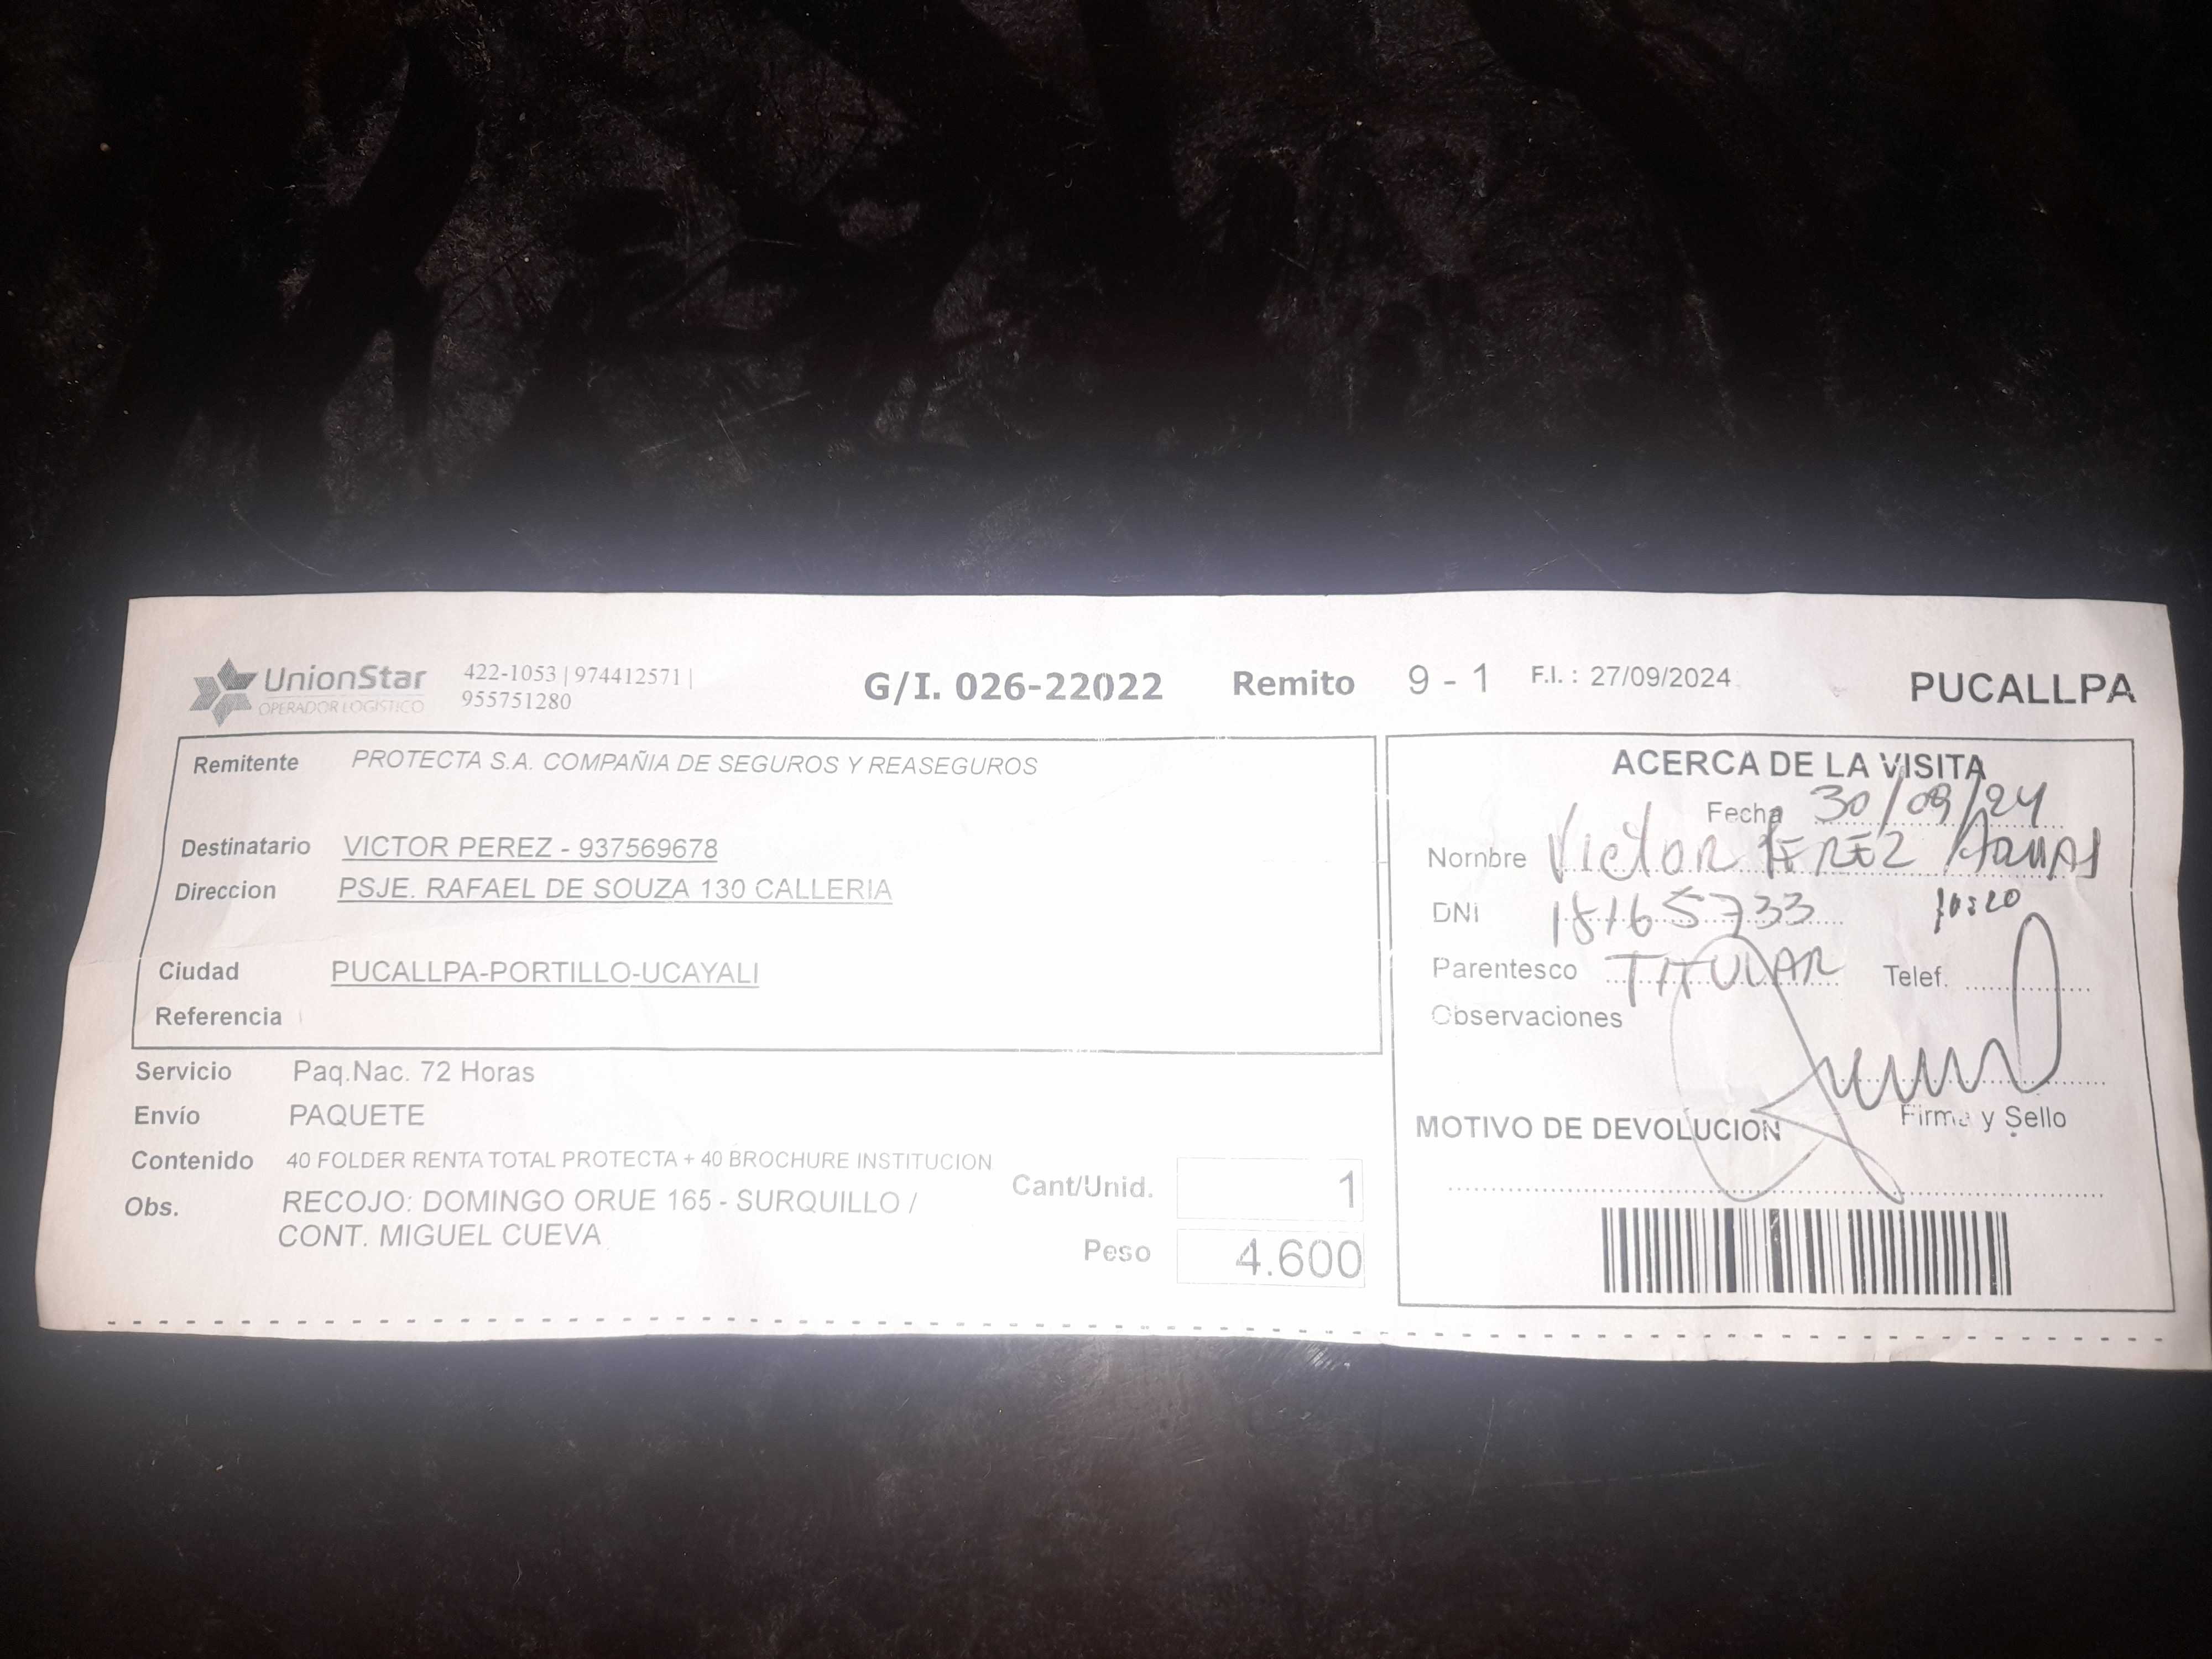 UnionStar
OPERADOR LOGÍSTICO
422-1053 | 974412571 |
955751280
G/I. 026-22022
Remito 9 - 1
F.I. : 27/09/2024
PUCALLPA
Remitente PROTECTA S.A. COMPAÑIA DE SEGUROS Y REASEGUROS
Destinatario VICTOR PEREZ - 937569678
Direccion PSJE. RAFAEL DE SOUZA 130 CALLERIA
Ciudad PUCALLPA-PORTILLO-UCAYALI
Referencia
Servicio Paq.Nac. 72 Horas
Envío PAQUETE
Contenido 40 FOLDER RENTA TOTAL PROTECTA + 40 BROCHURE INSTITUCION
Obs. RECOJO: DOMINGO ORUE 165 - SURQUILLO /
CONT. MIGUEL CUEVA
Cant/Unid. 1
Peso 4.600
ACERCA DE LA VISITA
Fecha 30/09/24
Nombre Victor PEREZ
DNI 18165733
10:20
Parentesco TITULAR Telef.
Observaciones
Firma y Sello
MOTIVO DE DEVOLUCION